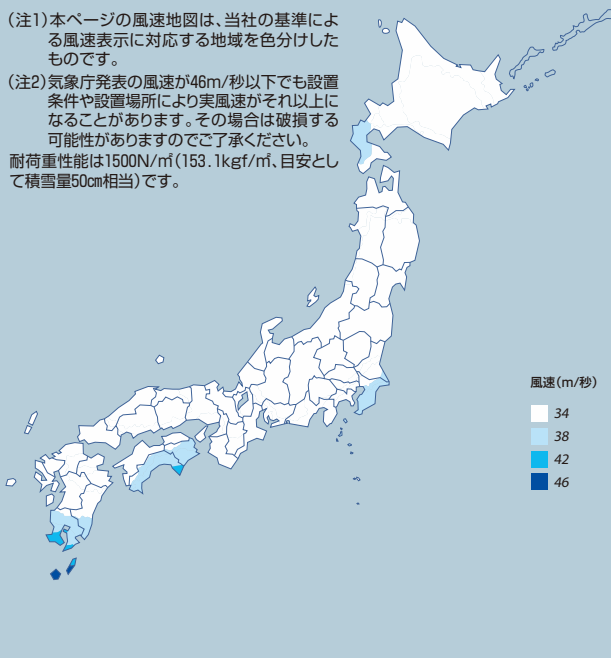 (注1)本ページの風速地図は、当社の基準によ
る風速表示に対応する地域を色分けした
ものです。
(注2)気象庁発表の風速が46m/秒以下でも設置
条件や設置場所により実風速がそれ以上に
なることがあります。その場合は破損する
可能性がありますのでご了承ください。
耐荷重性能は1500N/㎡(153.1kgf/㎡、目安とし
て積雪量50㎝相当)です。
風速(m/秒)
34
38
42
46